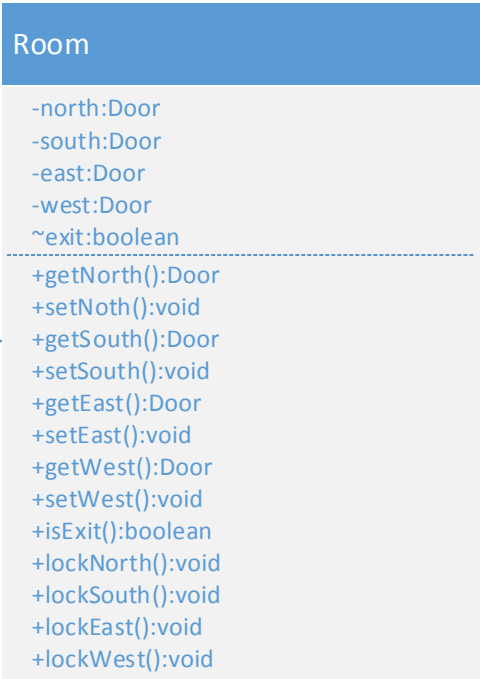 Room
-north:Door
-south:Door
-east:Door
-west:Door
~exit:boolean
+getNorth():Door
+setNoth():void
+getSouth():Door
+setSouth():void
+getEast():Door
+setEast():void
+getWest():Door
+setWest():void
+isExit():boolean
+lockNorth():void
+lockSouth():void
+lockEast():void
+lockWest():void